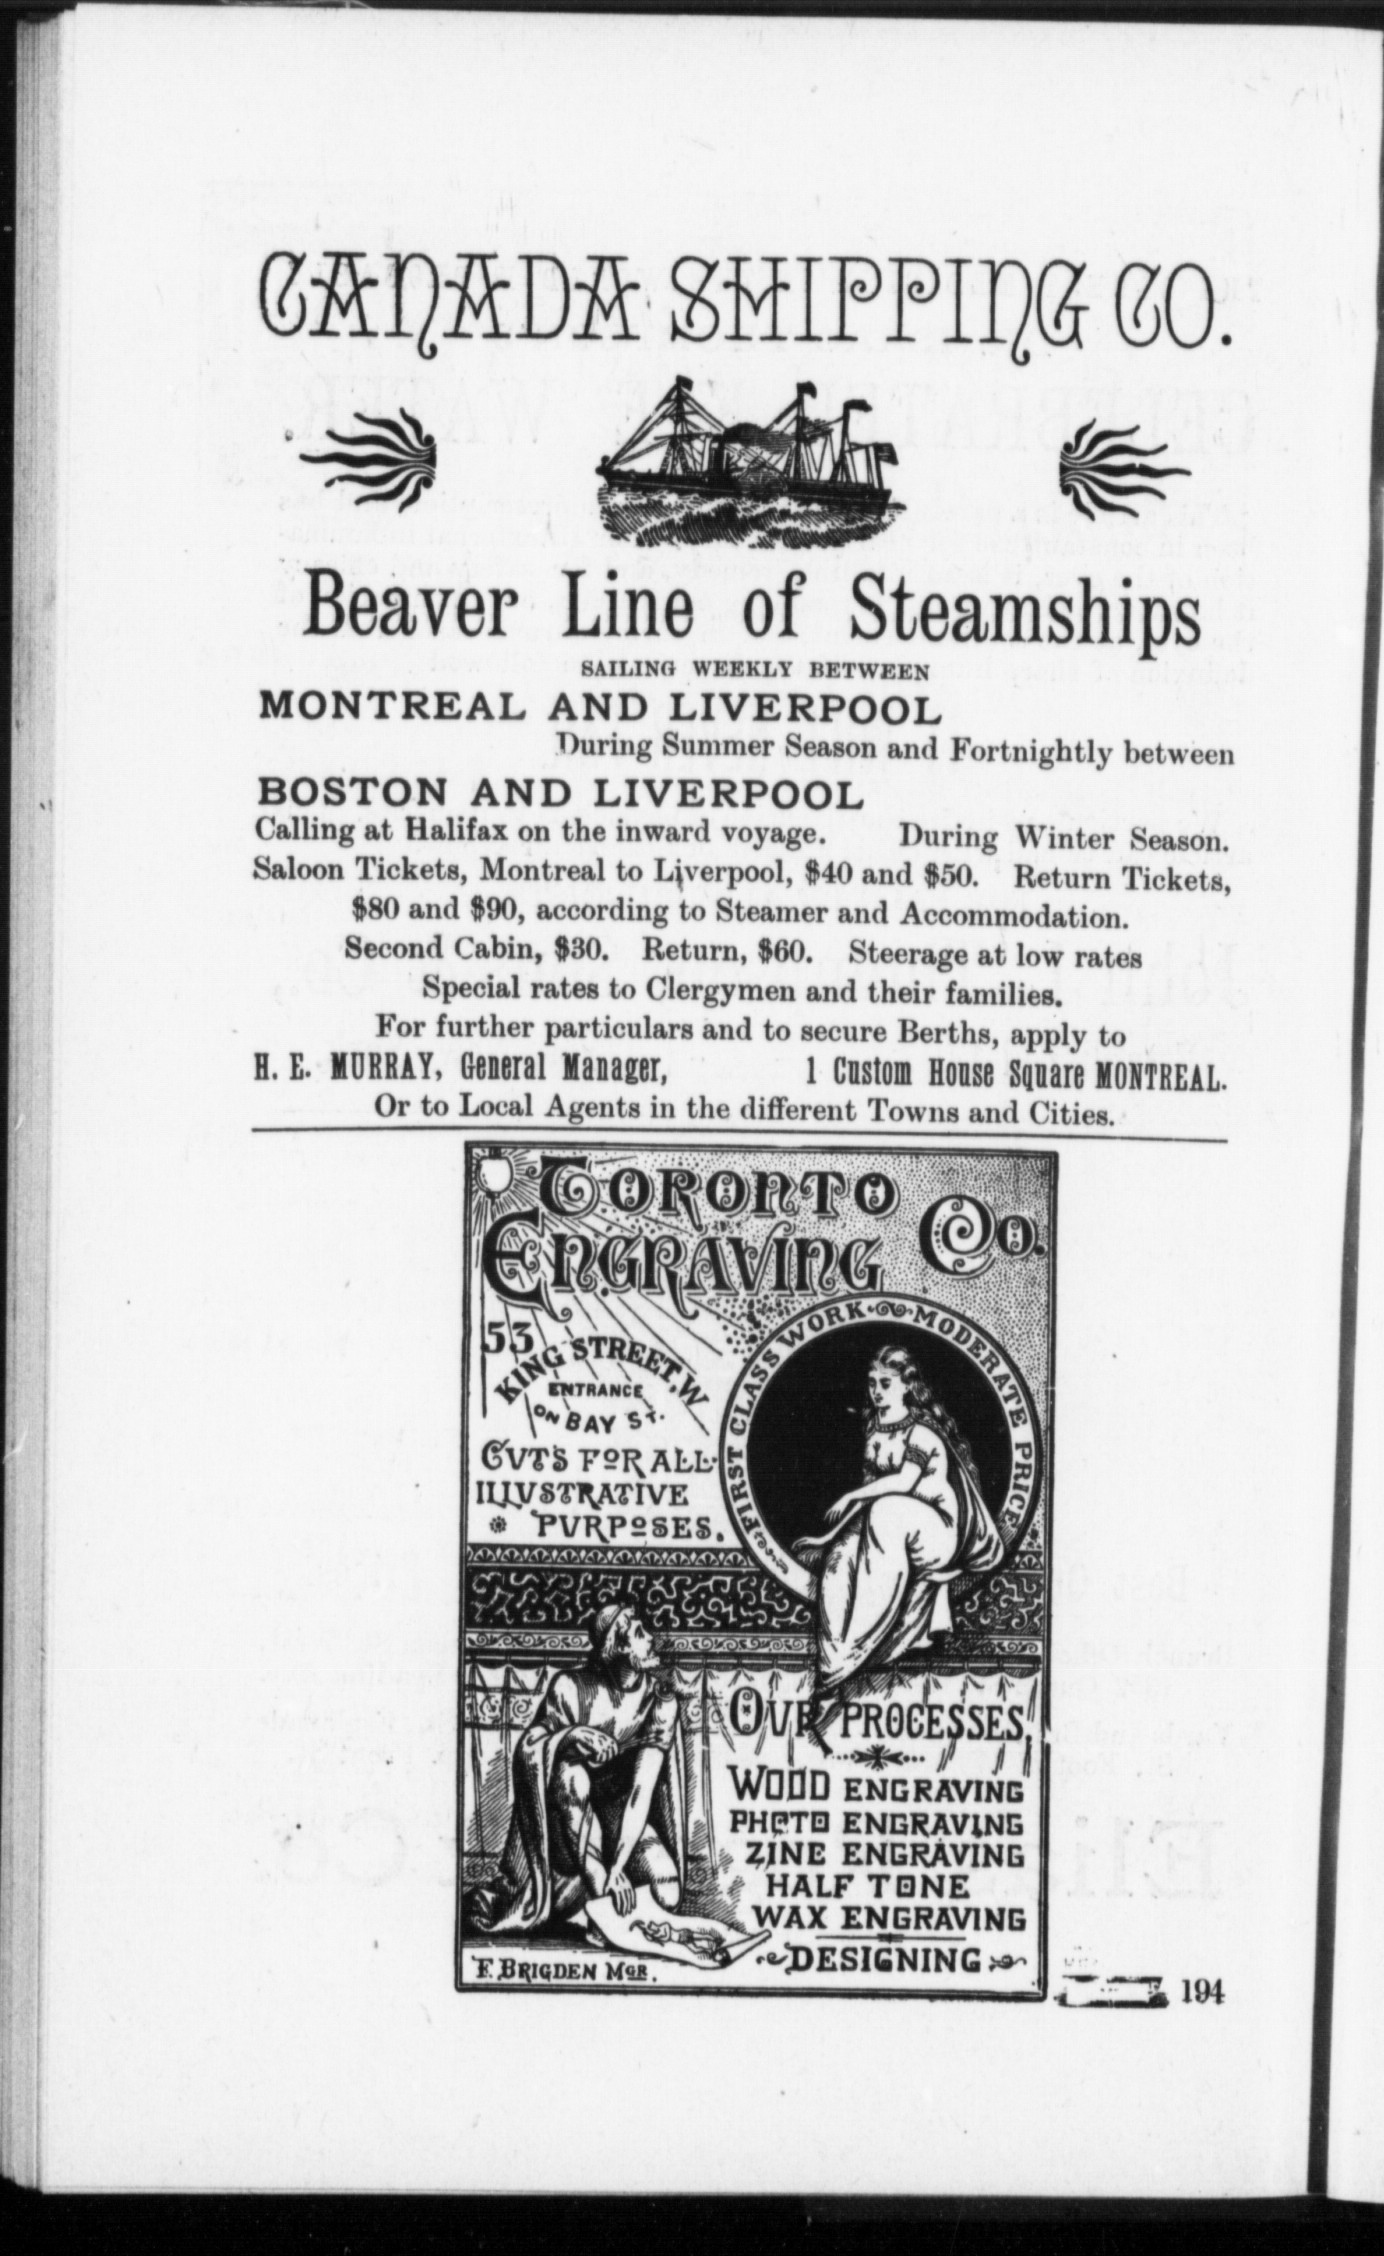 CANADA SHIPPING CO.
Beaver Line of Steamships
SAILING WEEKLY BETWEEN
MONTREAL AND LIVERPOOL
During Summer Season and Fortnightly between
BOSTON AND LIVERPOOL
Calling at Halifax on the inward voyage. During Winter Season.
Saloon Tickets, Montreal to Liverpool, $40 and $50. Return Tickets,
$80 and $90, according to Steamer and Accommodation.
Second Cabin, $30. Return, $60. Steerage at low rates
Special rates to Clergymen and their families.
For further particulars and to secure Berths, apply to
H. E. MURRAY, General Manager, 1 Custom House Square MONTREAL.
Or to Local Agents in the different Towns and Cities.
TORONTO
ENGRAVING CO.
53
KING STREET, W
ENTRANCE
ON BAY ST.
CVTS FOR ALL
ILLVSTRATIVE
PVRPOSES.
FIRST CLASS WORK MODERATE PRICE
OVR PROCESSES.
WOOD ENGRAVING
PHOTO ENGRAVING
ZINE ENGRAVING
HALF TONE
WAX ENGRAVING
DESIGNING
F. BRIGDEN MGR.
194